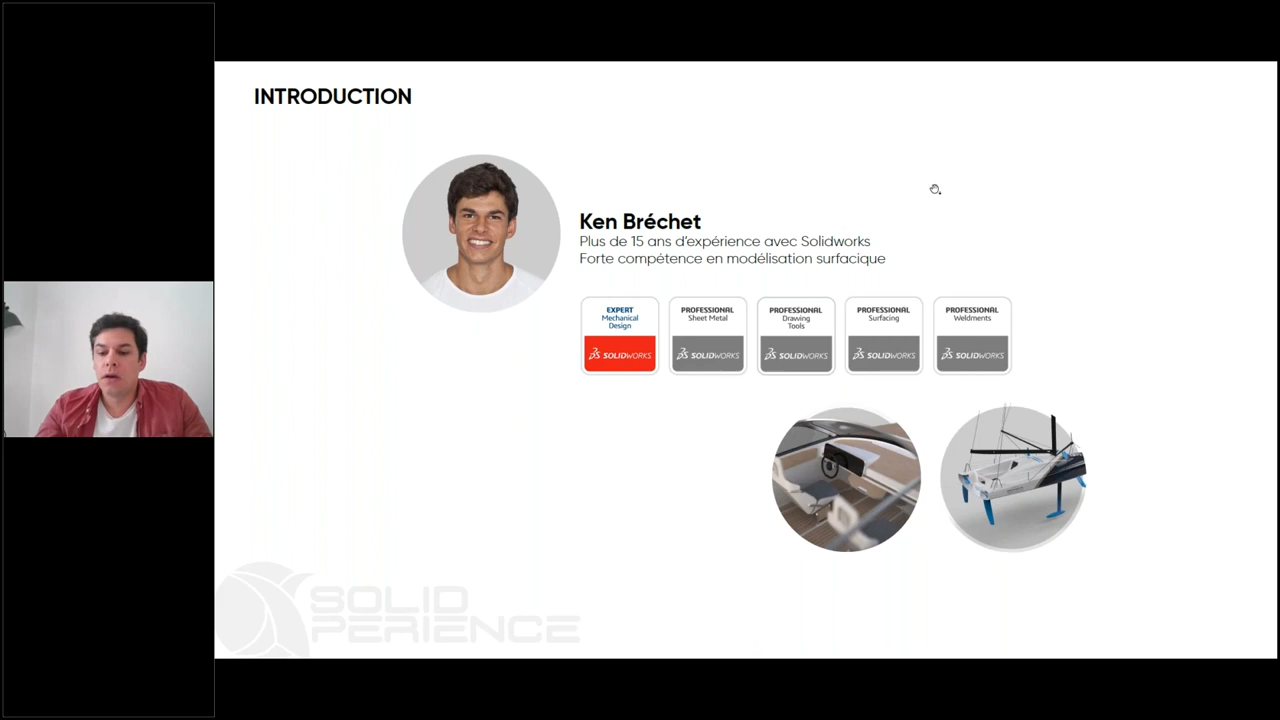 INTRODUCTION
Ken Bréchet
Plus de 15 ans d'expérience avec Solidworks
Forte compétence en modélisation surfacique
EXPERT
Mechanical
Design
SOLIDWORKS
PROFESSIONAL
Sheet Metal
SOLIDWORKS
PROFESSIONAL
Drawing
Tools
SOLIDWORKS
PROFESSIONAL
Surfacing
SOLIDWORKS
PROFESSIONAL
Weldments
SOLIDWORKS
SOLID
PERIENCE